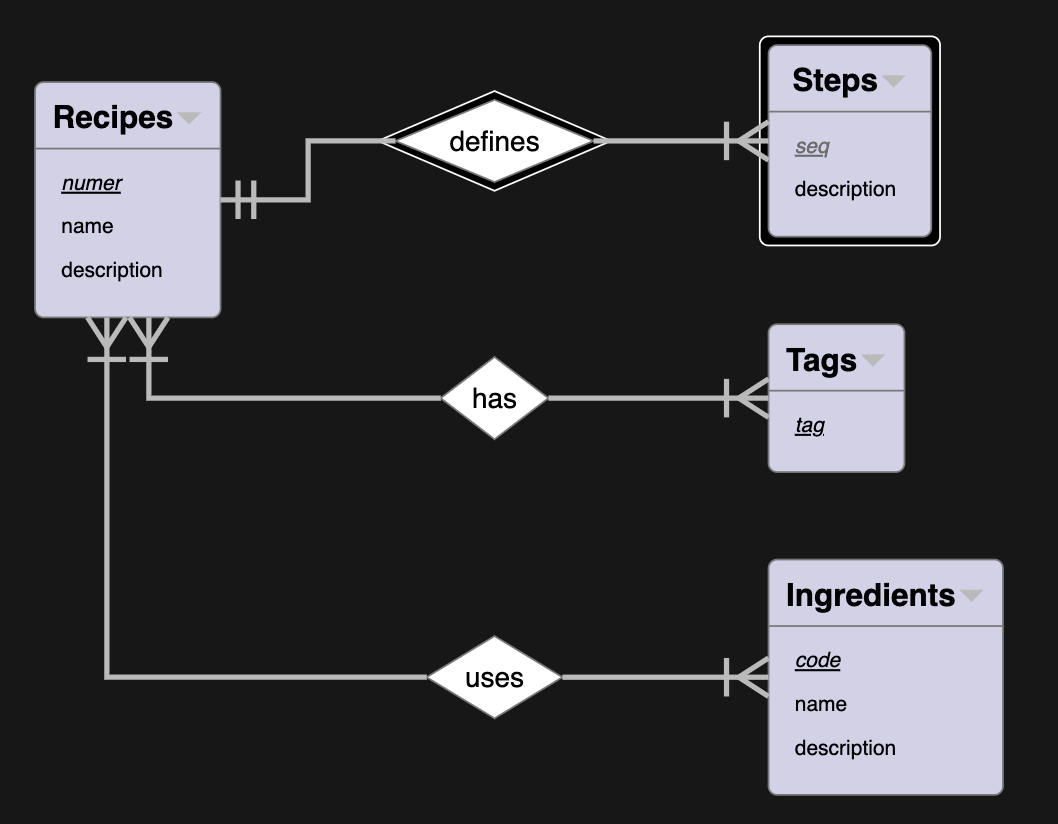 Recipes
numer
name
description
defines
Steps
seq
description
has
Tags
tag
uses
Ingredients
code
name
description